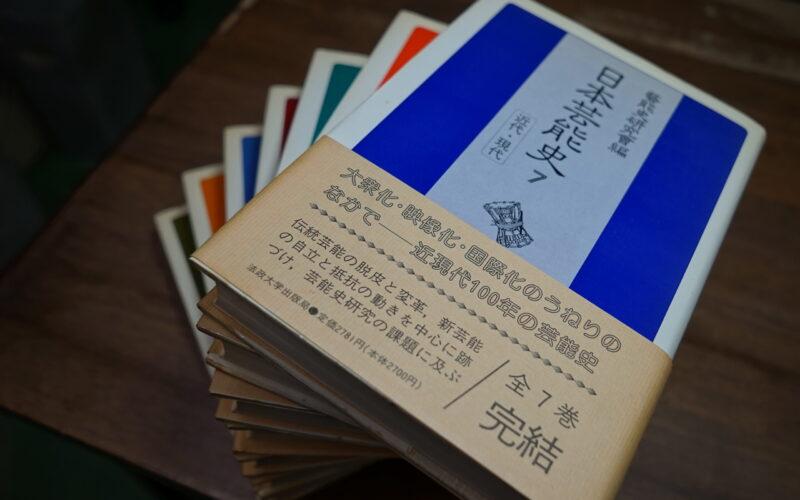 藝能史研究會編
日本芸能史 7
近代・現代
大衆化・映像化・国際化のうねりの
なかで——近現代100年の芸能史
伝統芸能の脱皮と変革，新芸能
の自立と抵抗の動きを中心に跡
づけ，芸能史研究の課題に及ぶ
全7巻
完結
法政大学出版局●定価2781円(本体2700円)